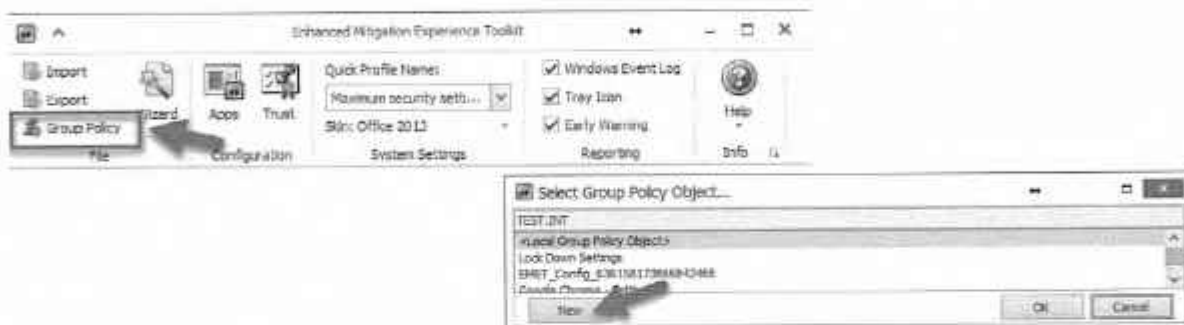 Enhanced Mitigation Experience Toolkit
Import
Export
Group Policy
File
Wizard
Apps
Trust
Configuration
Quick Profile Name:
Maximum security setti...
Skin: Office 2013
System Settings
Windows Event Log
Tray Icon
Early Warning
Reporting
Help
Info
Select Group Policy Object...
TEST.INT
<Local Group Policy Object>
Lock Down Settings
Google Chrome -
New
OK
Cancel